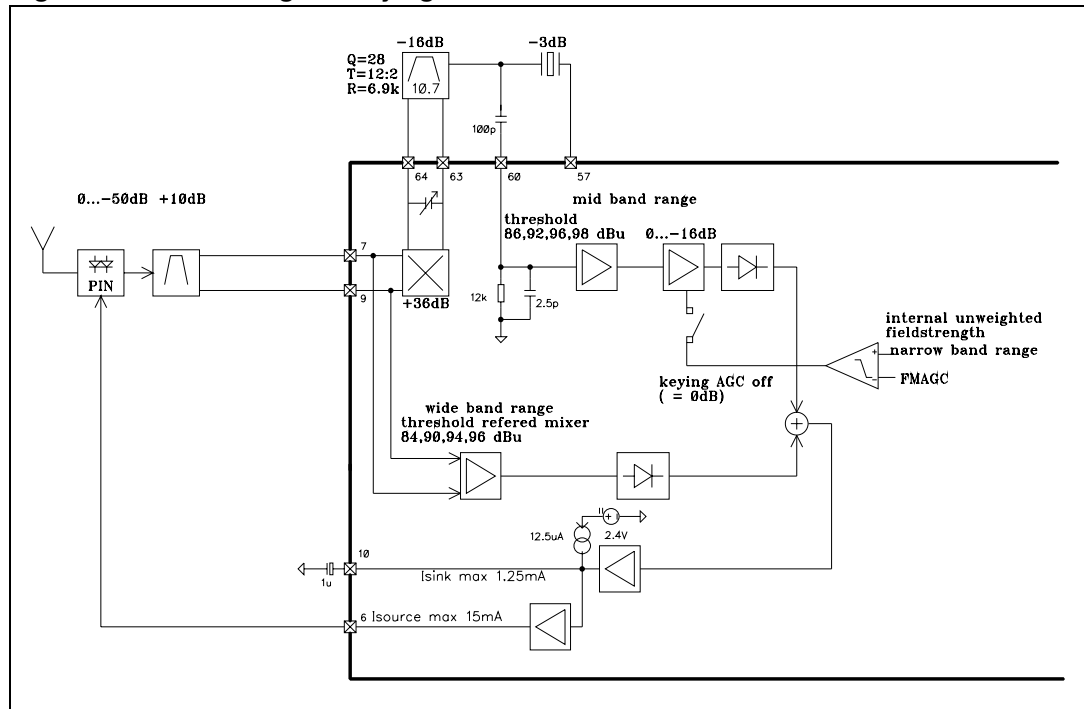 -16dB
-3dB
Q=28
T=12:2
R=6.9k
10.7
100p
64
63
60
57
0...-50dB +10dB
mid band range
threshold
86,92,96,98 dBu
0...-16dB
7
PIN
9
+36dB
12k
2.5p
internal unweighted
fieldstrength
+
narrow band range
-
FMAGC
keying AGC off
( = 0dB)
wide band range
threshold refered mixer
84,90,94,96 dBu
+
12.5uA
2.4V
10
1u
Isink max 1.25mA
6
Isource max 15mA